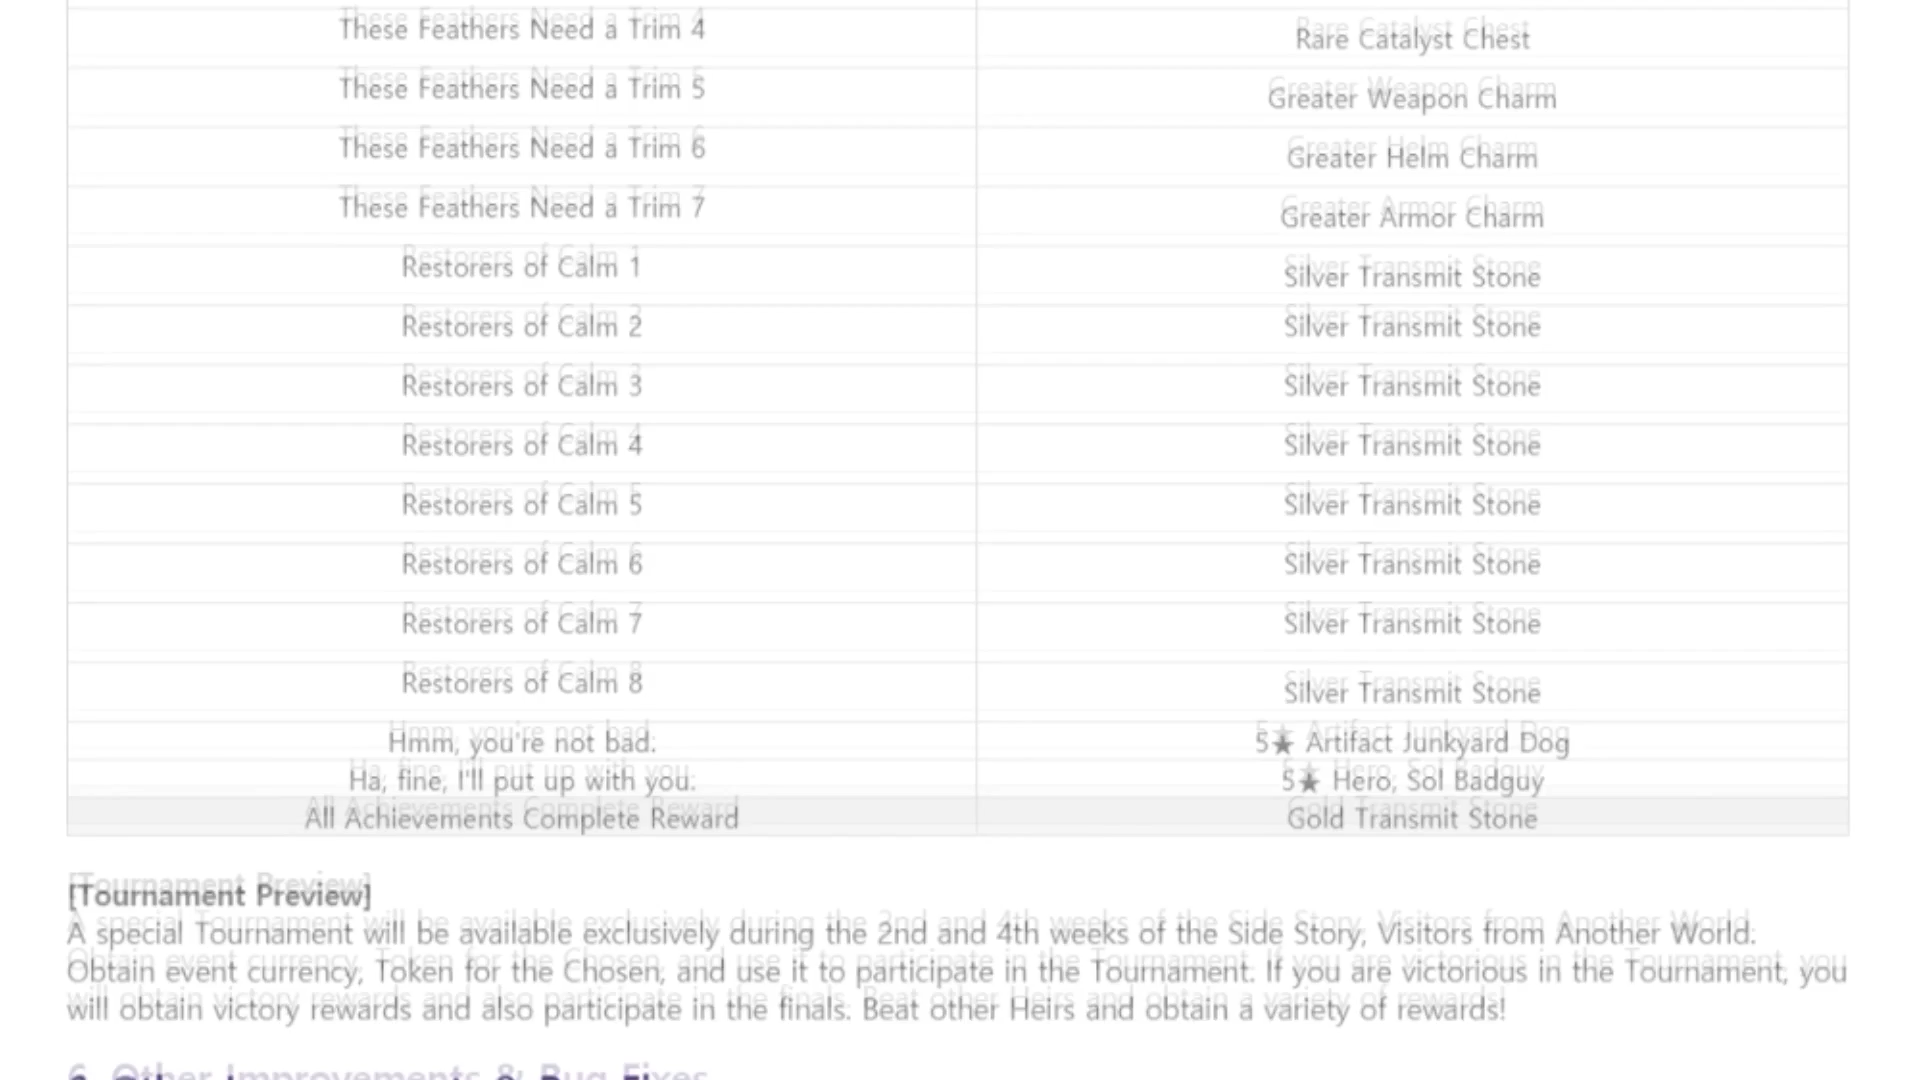 These Feathers Need a Trim 4 Rare Catalyst Chest
These Feathers Need a Trim 5 Greater Weapon Charm
These Feathers Need a Trim 6 Greater Helm Charm
These Feathers Need a Trim 7 Greater Armor Charm
Restorers of Calm 1 Silver Transmit Stone
Restorers of Calm 2 Silver Transmit Stone
Restorers of Calm 3 Silver Transmit Stone
Restorers of Calm 4 Silver Transmit Stone
Restorers of Calm 5 Silver Transmit Stone
Restorers of Calm 6 Silver Transmit Stone
Restorers of Calm 7 Silver Transmit Stone
Restorers of Calm 8 Silver Transmit Stone
Hmm, you're not bad. 5★ Artifact Junkyard Dog
Ha, fine, I'll put up with you. 5★ Hero, Sol Badguy
All Achievements Complete Reward Gold Transmit Stone
[Tournament Preview]
A special Tournament will be available exclusively during the 2nd and 4th weeks of the Side Story, Visitors from Another World.
Obtain event currency, Token for the Chosen, and use it to participate in the Tournament. If you are victorious in the Tournament, you
will obtain victory rewards and also participate in the finals. Beat other Heirs and obtain a variety of rewards!
6. Other Improvements & Bug Fixes